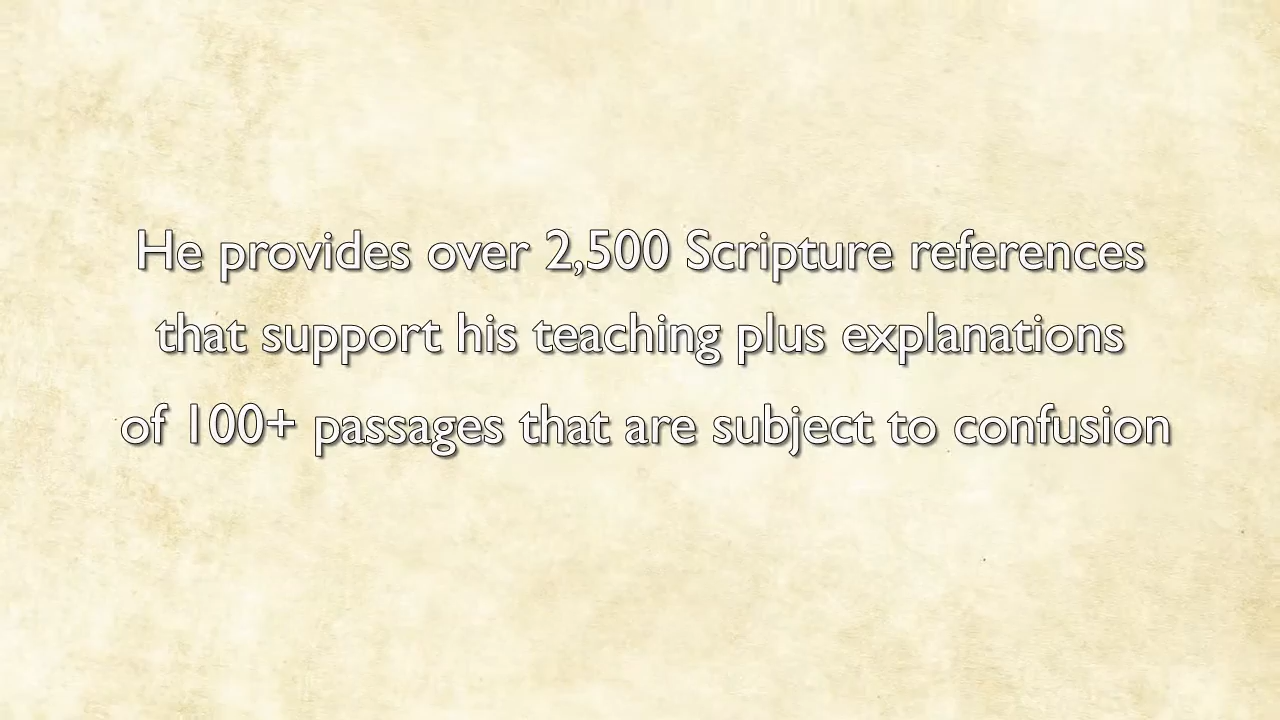 He provides over 2,500 Scripture references
that support his teaching plus explanations
of 100+ passages that are subject to confusion